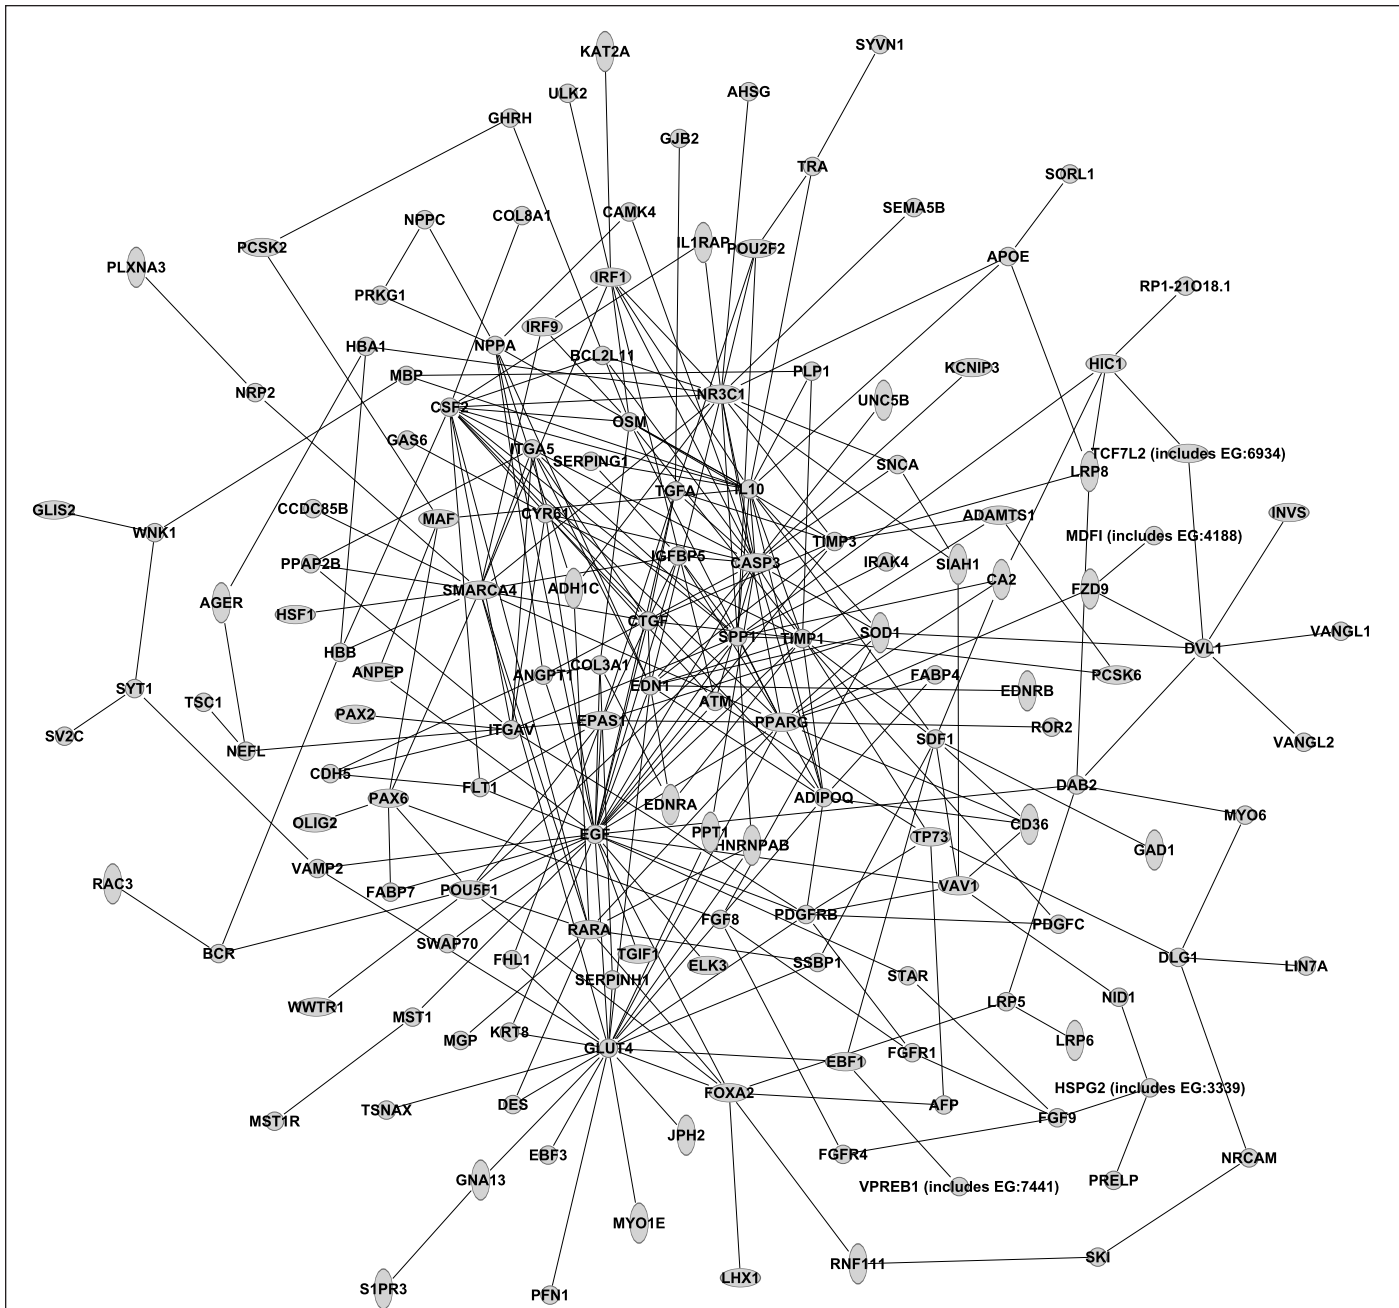 KAT2A
SYVN1
ULK2
AHSG
GHRH
GJB2
TRA
SORL1
NPPC
COL8A1
CAMK4
SEMA5B
PCSK2
IL1RAP
POU2F2
APOE
PLXNA3
IRF1
RP1-21O18.1
PRKG1
IRF9
HBA1
NPPA
BCL2L11
HIC1
MBP
PLP1
KCNIP3
NRP2
NR3C1
UNC5B
CSF2
OSM
GAS6
ITGA5
SERPING1
SNCA
TCF7L2 (includes EG:6934)
LRP8
TGFA
IL10
GLIS2
CCDC85B
MAF
CYR61
ADAMTS1
INVS
WNK1
TIMP3
MDFI (includes EG:4188)
PPAP2B
IGFBP5
CASP3
IRAK4
SIAH1
CA2
SMARCA4
ADH1C
FZD9
AGER
HSF1
CTGF
SPP1
TIMP1
SOD1
VANGL1
HBB
DVL1
ANPEP
ANGPT1
COL3A1
EDN1
FABP4
EDNRB
PCSK6
SYT1
TSC1
ATM
PAX2
EPAS1
PPARG
ROR2
SV2C
NEFL
ITGAV
SDF1
VANGL2
CDH5
FLT1
DAB2
PAX6
EDNRA
ADIPOQ
MYO6
OLIG2
EGF
PPT1
HNRNPAB
TP73
CD36
GAD1
VAMP2
RAC3
FABP7
POU5F1
VAV1
PDGFRB
PDGFC
FGF8
RARA
SWAP70
BCR
FHL1
TGIF1
ELK3
SSBP1
DLG1
LIN7A
SERPINH1
STAR
WWTR1
MST1
NID1
LRP5
MGP
KRT8
GLUT4
LRP6
FGFR1
EBF1
HSPG2 (includes EG:3339)
FOXA2
TSNAX
DES
AFP
MST1R
FGF9
JPH2
EBF3
FGFR4
NRCAM
GNA13
VPREB1 (includes EG:7441)
PRELP
MYO1E
SKI
RNF111
LHX1
S1PR3
PFN1